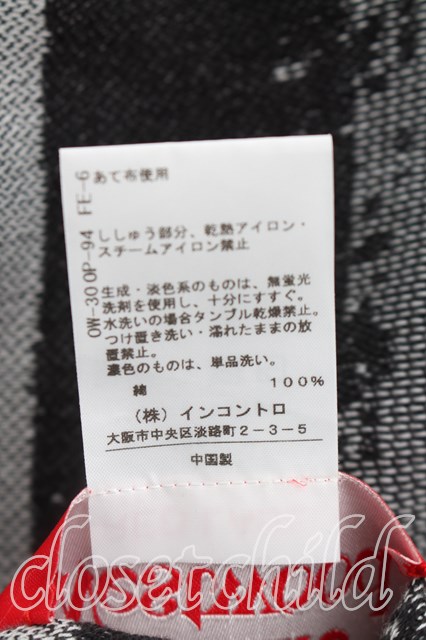 あて布使用
OW-300P-94 FE-6
ししゅう部分、乾熱アイロン・
スチームアイロン禁止
生成・淡色系のものは、無蛍光
洗剤を使用し、十分にすすぐ。
水洗いの場合タンブル乾燥禁止。
つけ置き洗い・濡れたままの放
置禁止。
濃色のものは、単品洗い。
綿 100%
(株)インコントロ
大阪市中央区淡路町2-3-5
中国製
closetchild